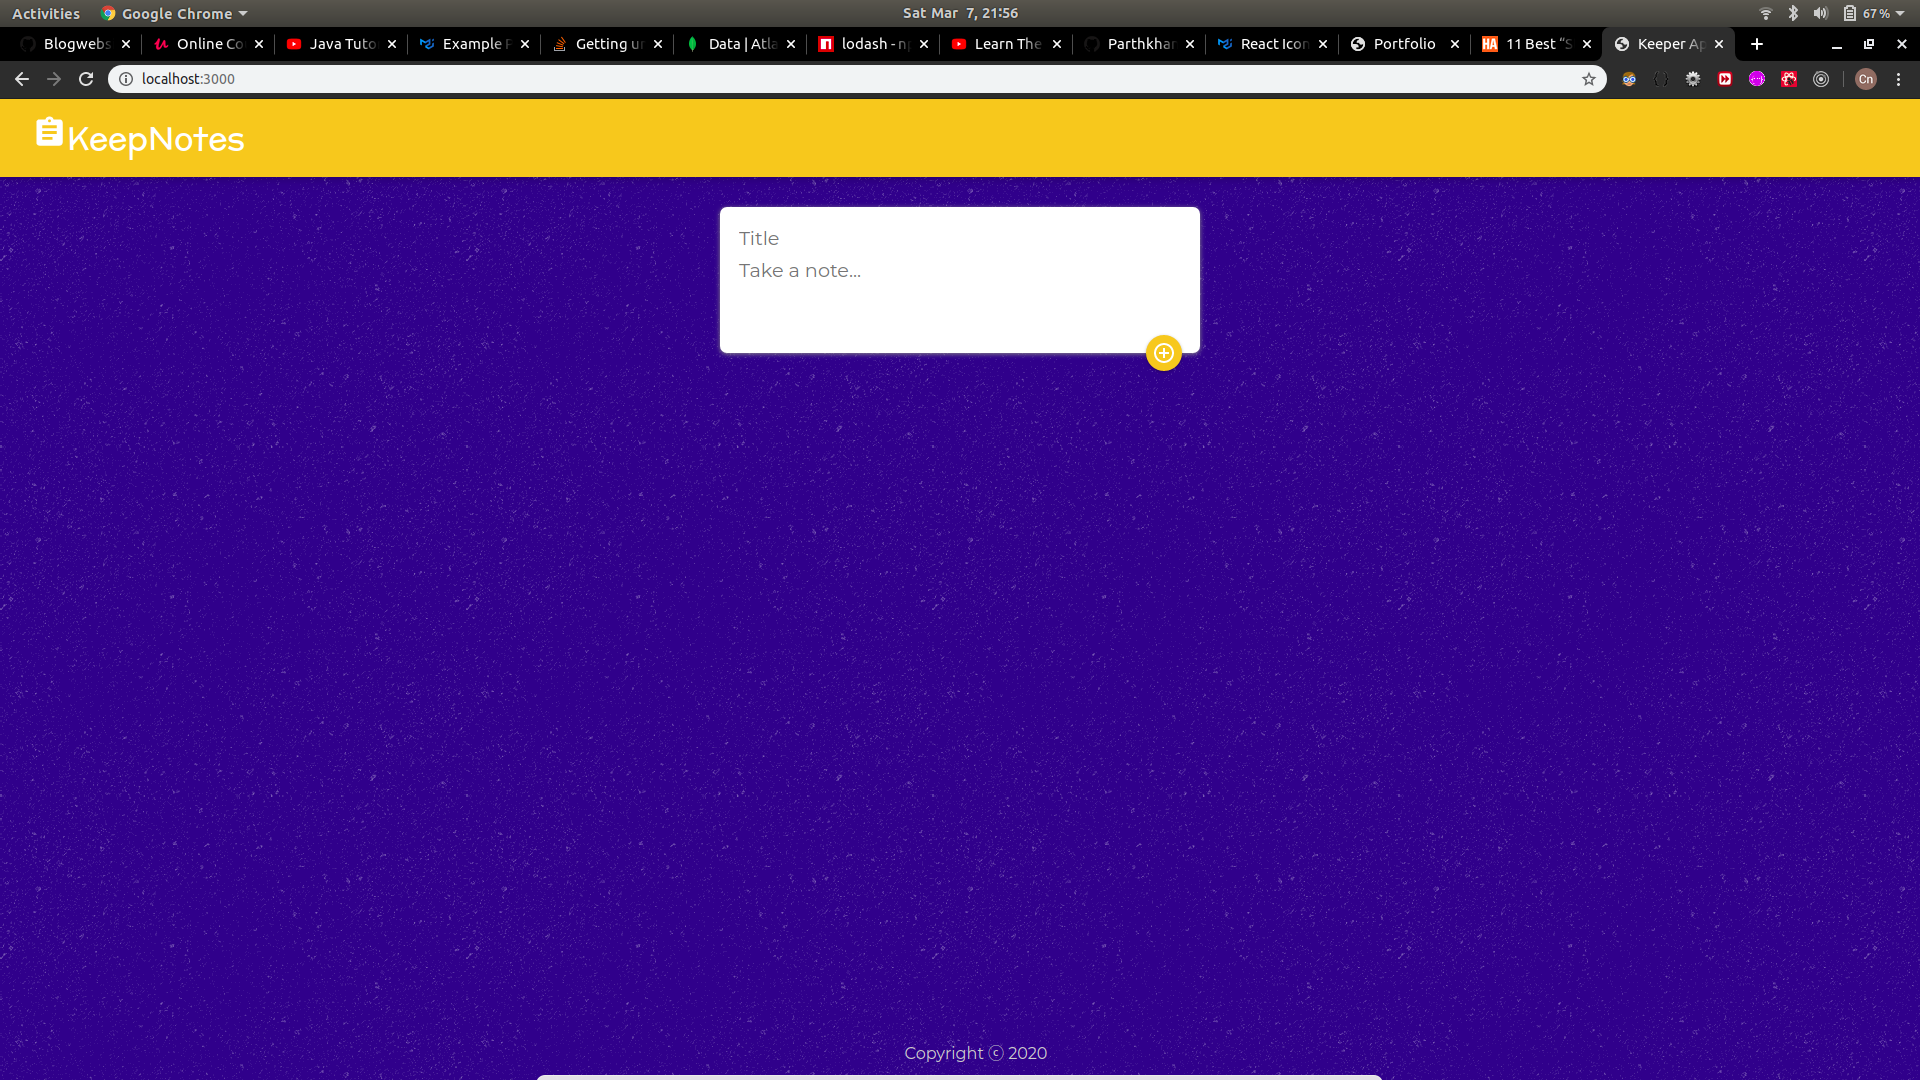 Activities Google Chrome Sat Mar 7, 21:56 67%
Blogwebs Online Co Java Tuto Example P Getting u Data | Atla lodash - n Learn The Parthkhar React Icon Portfolio HA 11 Best “S Keeper Ap
localhost:3000 Cn
KeepNotes
Title
Take a note...
Copyright ⓒ 2020